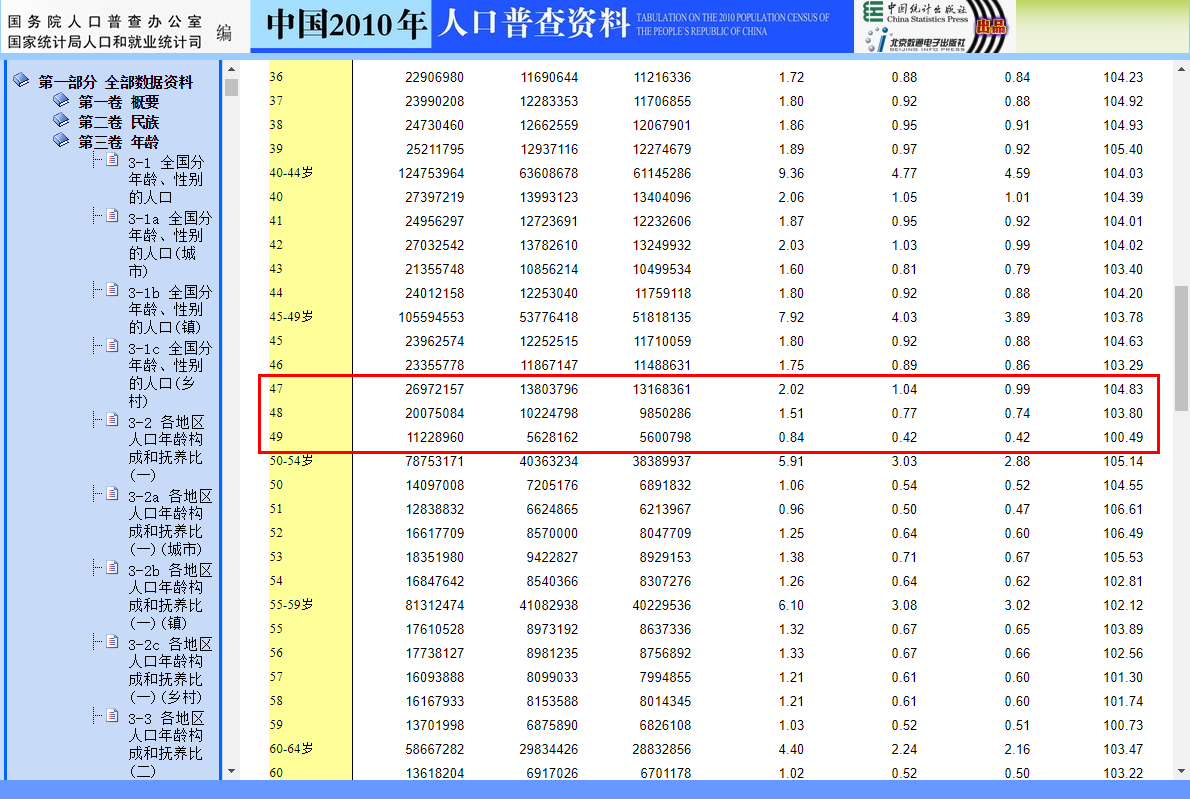 国务院人口普查办公室
国家统计局人口和就业统计司
编
中国2010年人口普查资料
TABULATION ON THE 2010 POPULATION CENSUS OF
THE PEOPLE'S REPUBLIC OF CHINA
中国统计出版社
China Statistics Press
北京数通电子出版社
BEIJING INFO PRESS
出品
第一部分 全部数据资料
第一卷 概要
第二卷 民族
第三卷 年龄
3-1 全国分
年龄、性别
的人口
3-1a 全国分
年龄、性别
的人口(城
市)
3-1b 全国分
年龄、性别
的人口(镇)
3-1c 全国分
年龄、性别
的人口(乡
村)
3-2 各地区
人口年龄构
成和抚养比
(一)
3-2a 各地区
人口年龄构
成和抚养比
(一)(城市)
3-2b 各地区
人口年龄构
成和抚养比
(一)(镇)
3-2c 各地区
人口年龄构
成和抚养比
(一)(乡村)
3-3 各地区
人口年龄构
成和抚养比
(二)
36 22906980 11690644 11216336 1.72 0.88 0.84 104.23
37 23990208 12283353 11706855 1.80 0.92 0.88 104.92
38 24730460 12662559 12067901 1.86 0.95 0.91 104.93
39 25211795 12937116 12274679 1.89 0.97 0.92 105.40
40-44岁 124753964 63608678 61145286 9.36 4.77 4.59 104.03
40 27397219 13993123 13404096 2.06 1.05 1.01 104.39
41 24956297 12723691 12232606 1.87 0.95 0.92 104.01
42 27032542 13782610 13249932 2.03 1.03 0.99 104.02
43 21355748 10856214 10499534 1.60 0.81 0.79 103.40
44 24012158 12253040 11759118 1.80 0.92 0.88 104.20
45-49岁 105594553 53776418 51818135 7.92 4.03 3.89 103.78
45 23962574 12252515 11710059 1.80 0.92 0.88 104.63
46 23355778 11867147 11488631 1.75 0.89 0.86 103.29
47 26972157 13803796 13168361 2.02 1.04 0.99 104.83
48 20075084 10224798 9850286 1.51 0.77 0.74 103.80
49 11228960 5628162 5600798 0.84 0.42 0.42 100.49
50-54岁 78753171 40363234 38389937 5.91 3.03 2.88 105.14
50 14097008 7205176 6891832 1.06 0.54 0.52 104.55
51 12838832 6624865 6213967 0.96 0.50 0.47 106.61
52 16617709 8570000 8047709 1.25 0.64 0.60 106.49
53 18351980 9422827 8929153 1.38 0.71 0.67 105.53
54 16847642 8540366 8307276 1.26 0.64 0.62 102.81
55-59岁 81312474 41082938 40229536 6.10 3.08 3.02 102.12
55 17610528 8973192 8637336 1.32 0.67 0.65 103.89
56 17738127 8981235 8756892 1.33 0.67 0.66 102.56
57 16093888 8099033 7994855 1.21 0.61 0.60 101.30
58 16167933 8153588 8014345 1.21 0.61 0.60 101.74
59 13701998 6875890 6826108 1.03 0.52 0.51 100.73
60-64岁 58667282 29834426 28832856 4.40 2.24 2.16 103.47
60 13618204 6917026 6701178 1.02 0.52 0.50 103.22